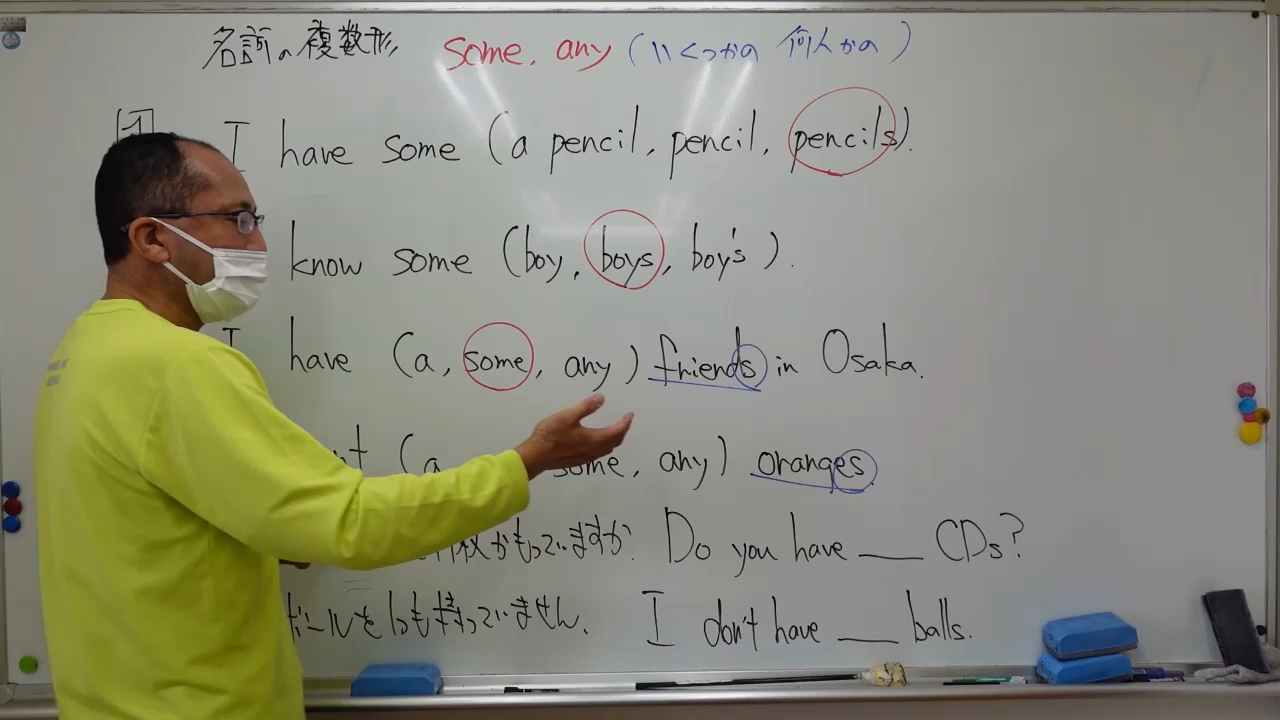 名詞の複数形 some, any (いくつかの 何人かの)
1 I have some (a pencil, pencil, pencils).
know some (boy, boys, boy's).
I have (a, some, any) friends in Osaka.
(a some, any) oranges
枚かもっていますか? Do you have ___ CDs?
ボールを1つも持っていません. I don't have ___ balls.